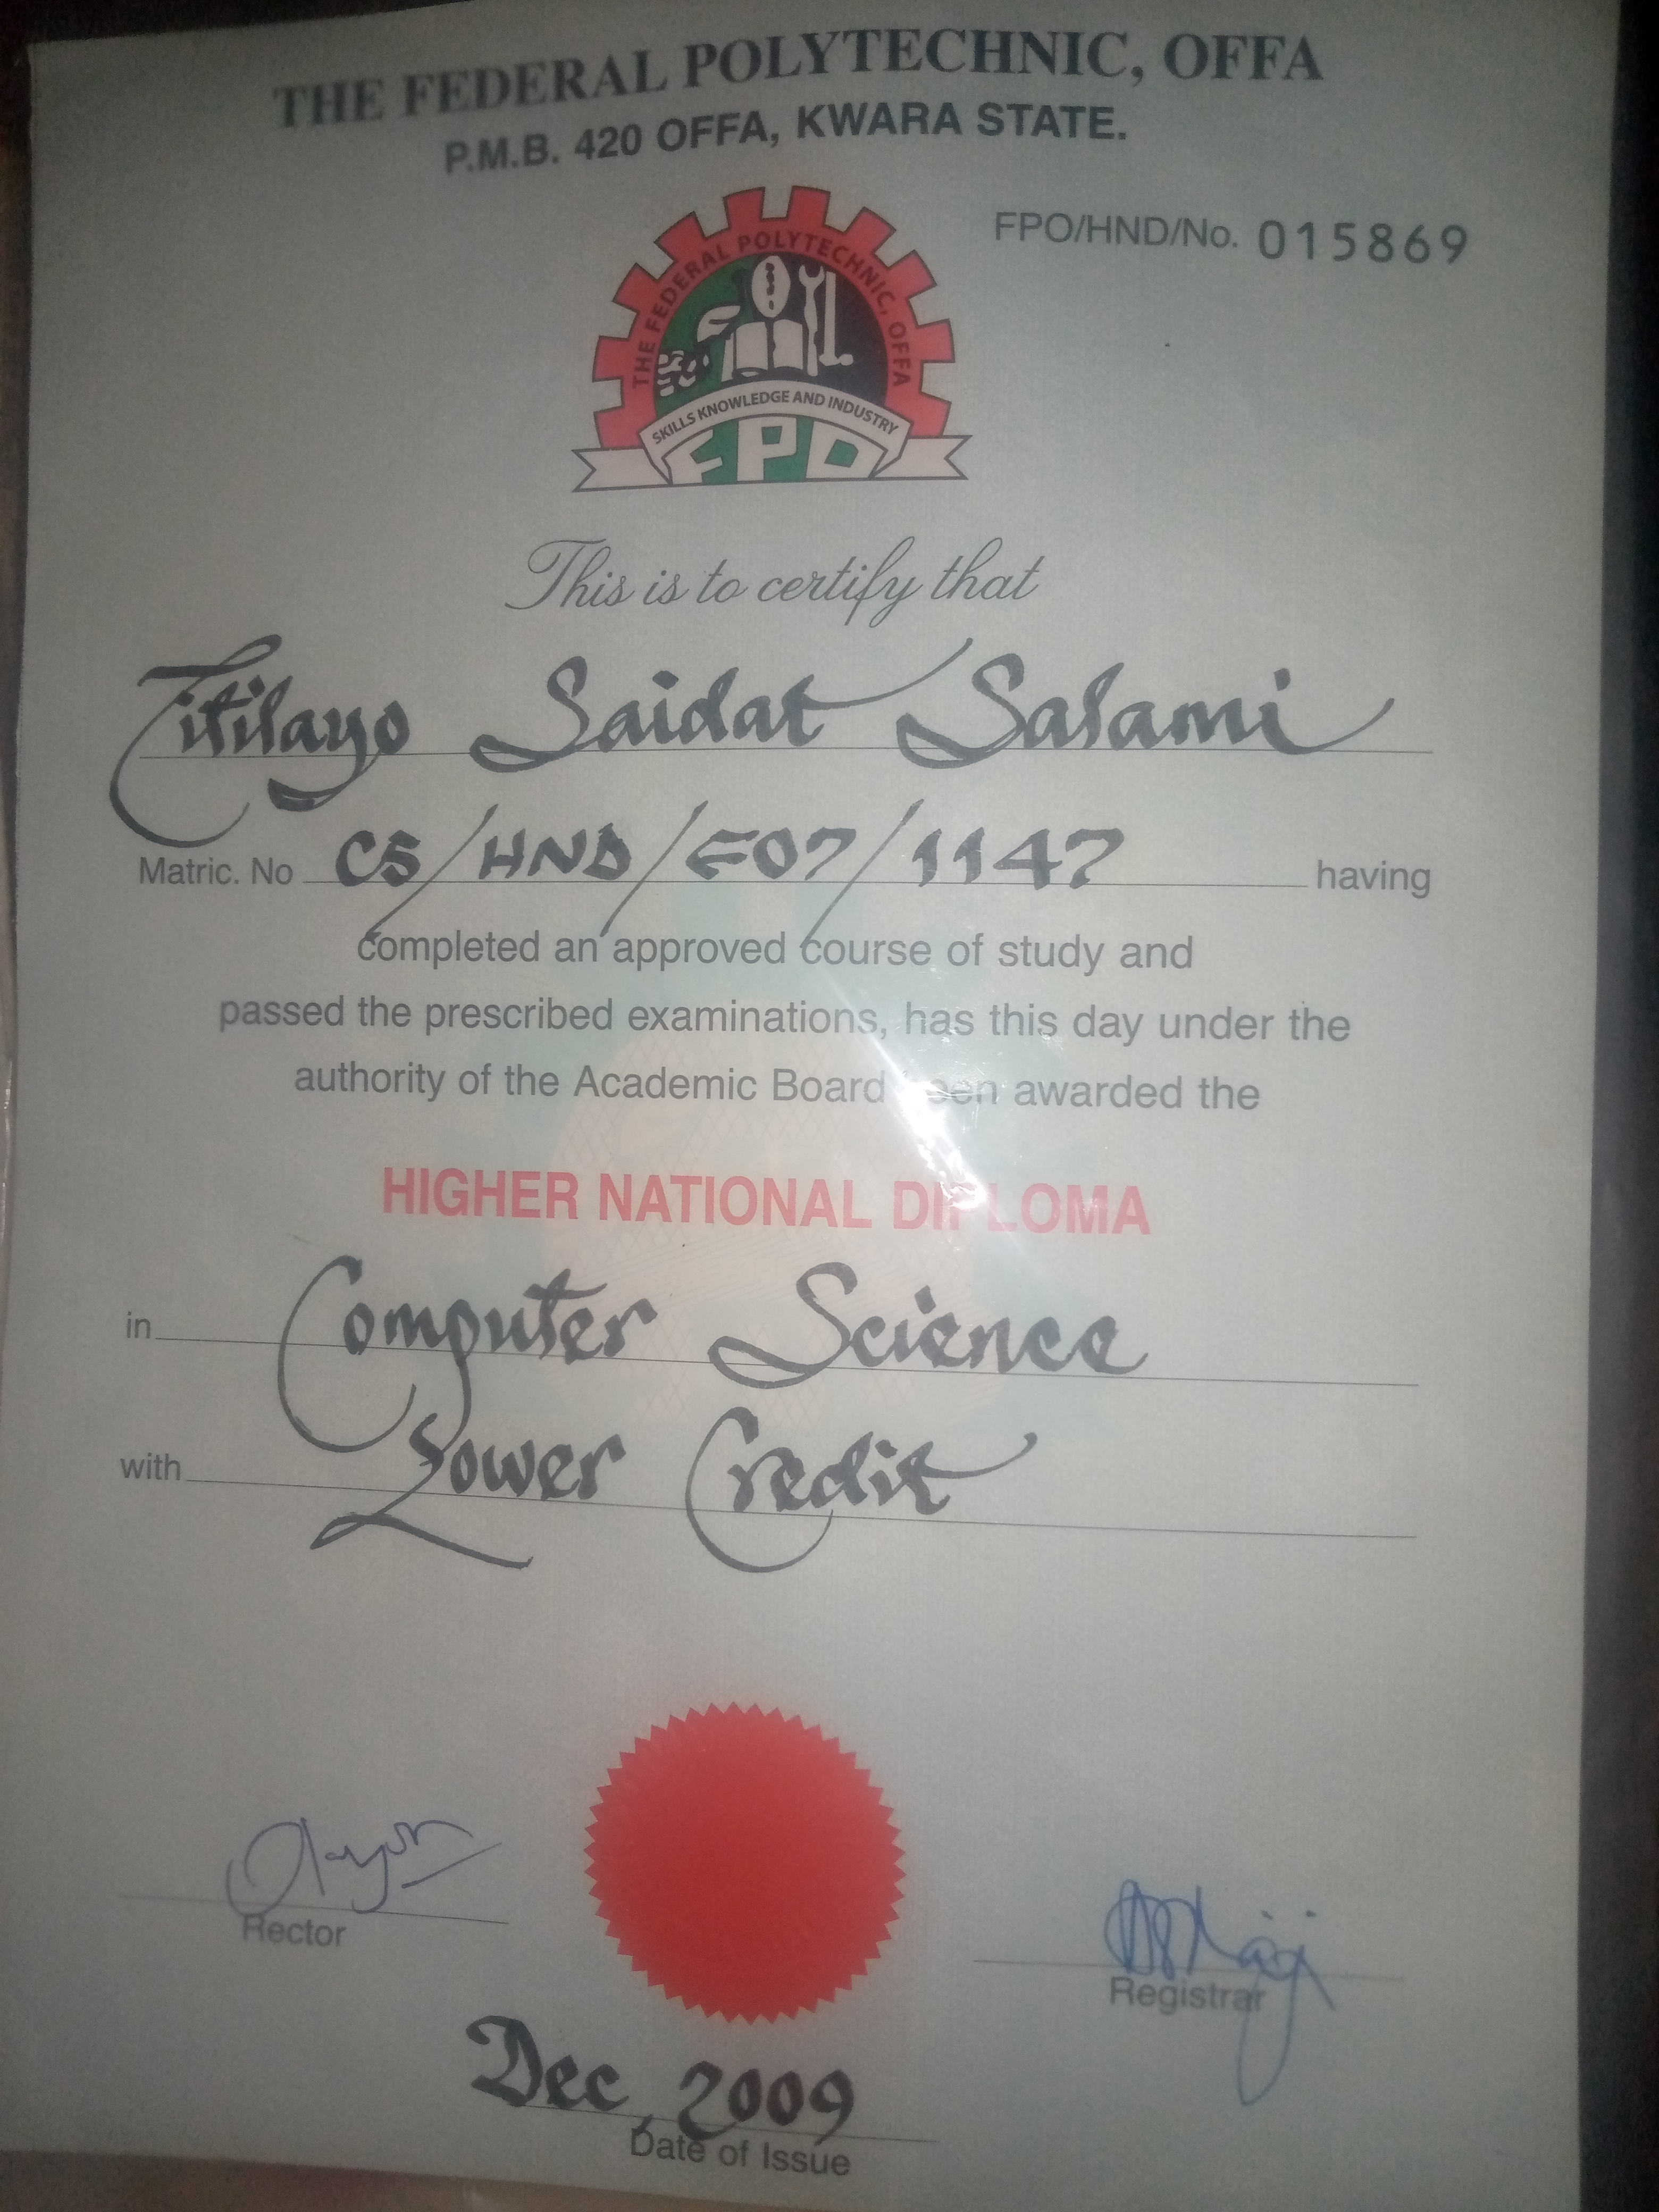 THE FEDERAL POLYTECHNIC, OFFA
P.M.B. 420 OFFA, KWARA STATE.
FPO/HND/No. 015869
THE FEDERAL POLYTECHNIC, OFFA
SKILLS KNOWLEDGE AND INDUSTRY
FPO
This is to certify that
Titilayo Saidat Salami
Matric. No CS/HND/F07/1147 having
completed an approved course of study and
passed the prescribed examinations, has this day under the
authority of the Academic Board been awarded the
HIGHER NATIONAL DIPLOMA
in Computer Science
with Lower Credit
Rector
Registrar
Dec, 2009
Date of Issue